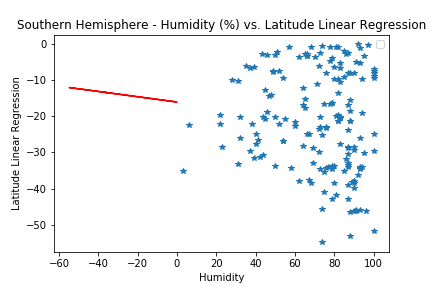 Southern Hemisphere - Humidity (%) vs. Latitude Linear Regression
Latitude Linear Regression
0
−10
−20
−30
−40
−50
−60 −40 −20 0 20 40 60 80 100
Humidity